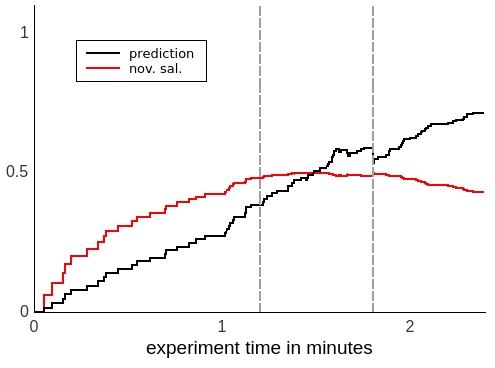 1
prediction
nov. sal.
0.5
0
0 1 2
experiment time in minutes